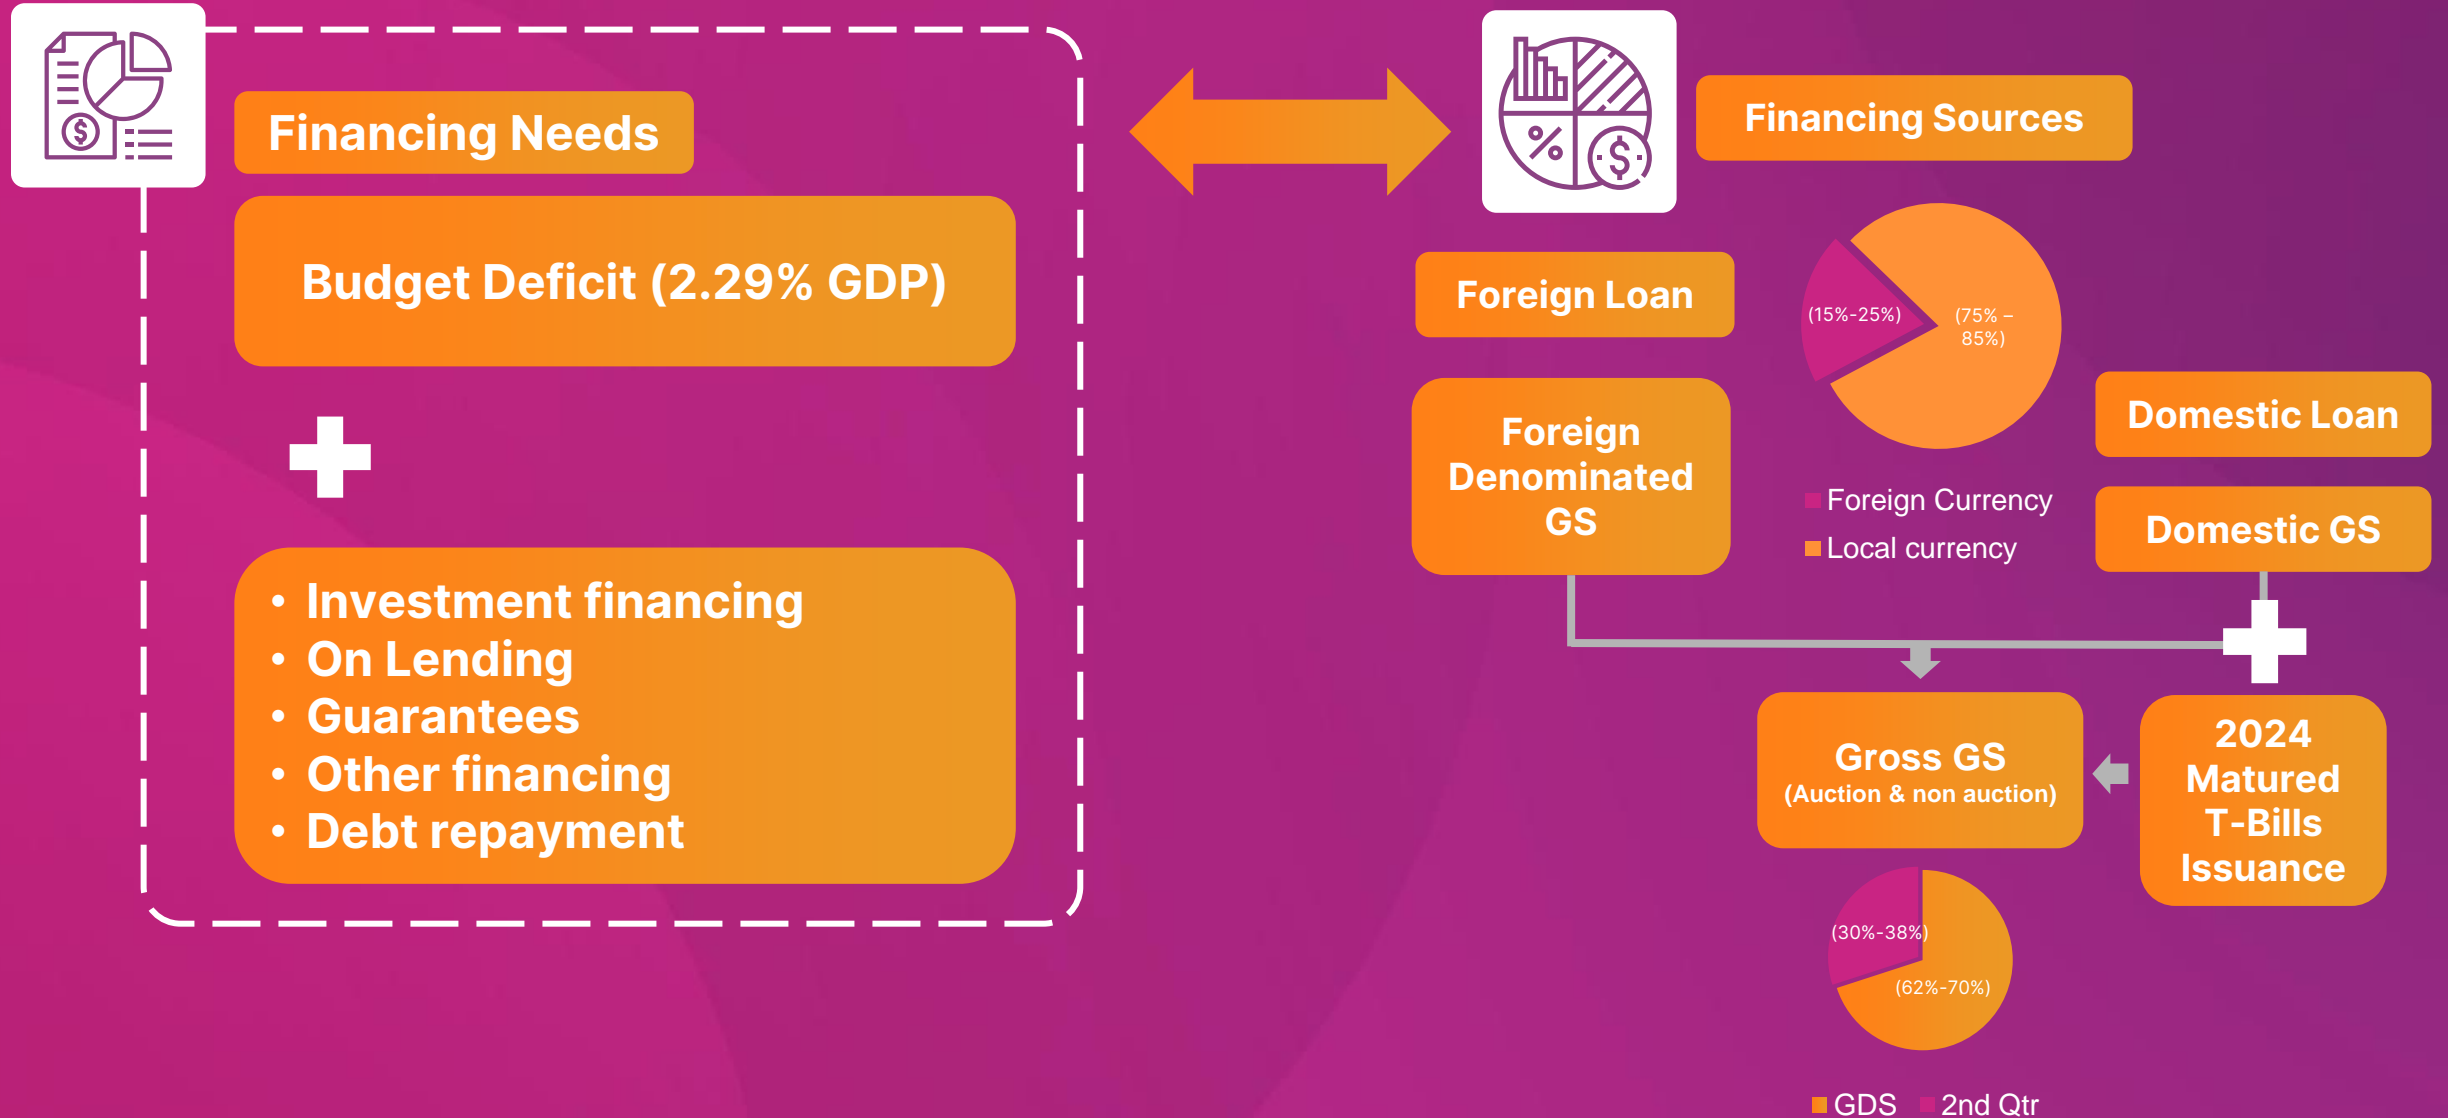 Financing Needs
Budget Deficit (2.29% GDP)
• Investment financing
• On Lending
• Guarantees
• Other financing
• Debt repayment
Financing Sources
Foreign Loan
(15%-25%)
(75% –
85%)
Foreign
Denominated
GS
Foreign Currency
Local currency
Domestic Loan
Domestic GS
Gross GS
(Auction & non auction)
2024
Matured
T-Bills
Issuance
(30%-38%)
(62%-70%)
GDS 2nd Qtr